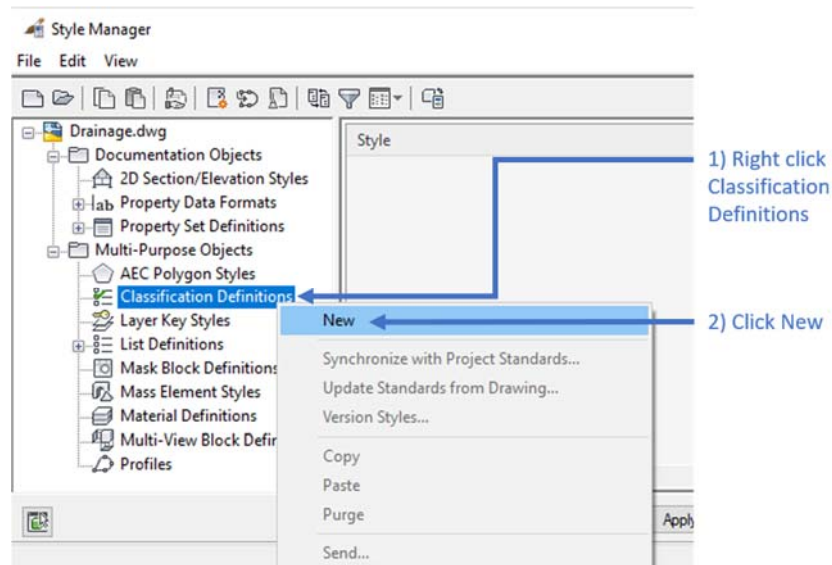 Style Manager
File Edit View
Drainage.dwg
Documentation Objects
2D Section/Elevation Styles
Property Data Formats
Property Set Definitions
Multi-Purpose Objects
AEC Polygon Styles
Classification Definitions
Layer Key Styles
List Definitions
Mask Block Definitions
Mass Element Styles
Material Definitions
Multi-View Block Defir
Profiles
Style
New
Synchronize with Project Standards...
Update Standards from Drawing...
Version Styles...
Copy
Paste
Purge
Send...
Apply
1) Right click
Classification
Definitions
2) Click New